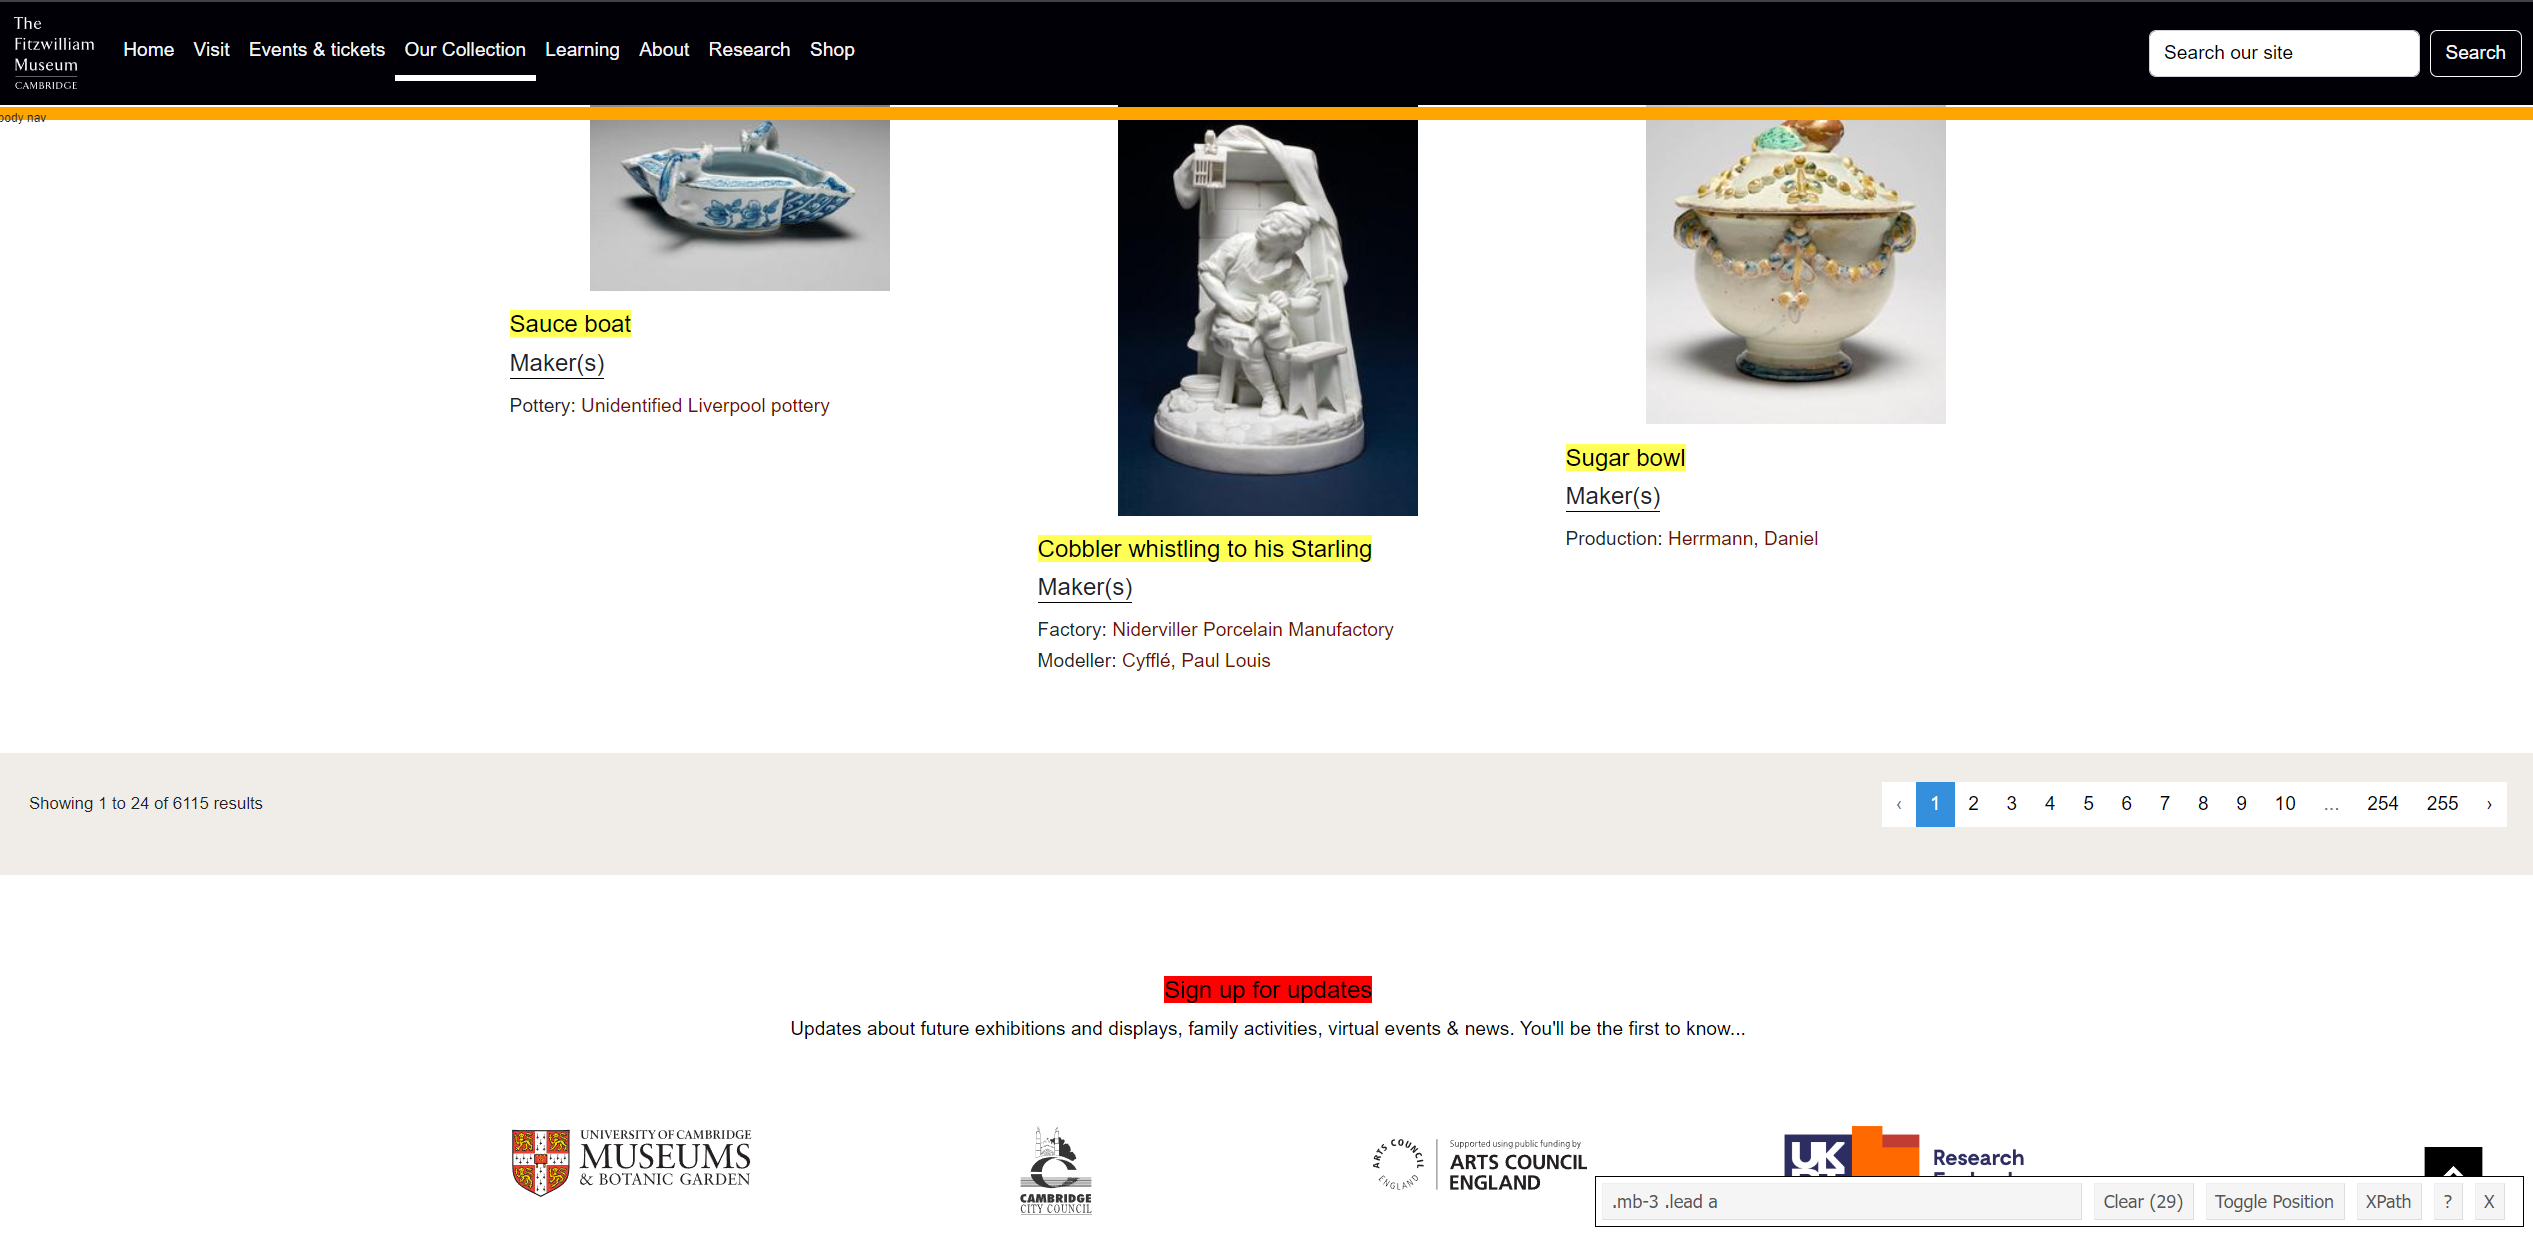 The
Fitzwilliam
Museum
CAMBRIDGE
Home Visit Events & tickets Our Collection Learning About Research Shop
Search our site
Search
body nav
Sauce boat
Maker(s)
Pottery: Unidentified Liverpool pottery
Cobbler whistling to his Starling
Maker(s)
Factory: Niderviller Porcelain Manufactory
Modeller: Cyfflé, Paul Louis
Sugar bowl
Maker(s)
Production: Herrmann, Daniel
Showing 1 to 24 of 6115 results
‹ 1 2 3 4 5 6 7 8 9 10 ... 254 255 ›
Sign up for updates
Updates about future exhibitions and displays, family activities, virtual events & news. You'll be the first to know...
UNIVERSITY OF CAMBRIDGE
MUSEUMS
& BOTANIC GARDEN
CAMBRIDGE
CITY COUNCIL
ARTS COUNCIL
ENGLAND
Supported using public funding by
ARTS COUNCIL
ENGLAND
UK
Research
.mb-3 .lead a
Clear (29)
Toggle Position
XPath
?
X